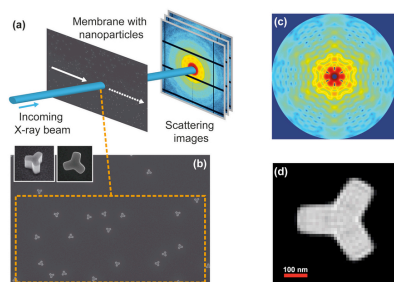 (a)
Membrane with
nanoparticles
Incoming
X-ray beam
Scattering
images
(b)
(c)
(d)
100 nm